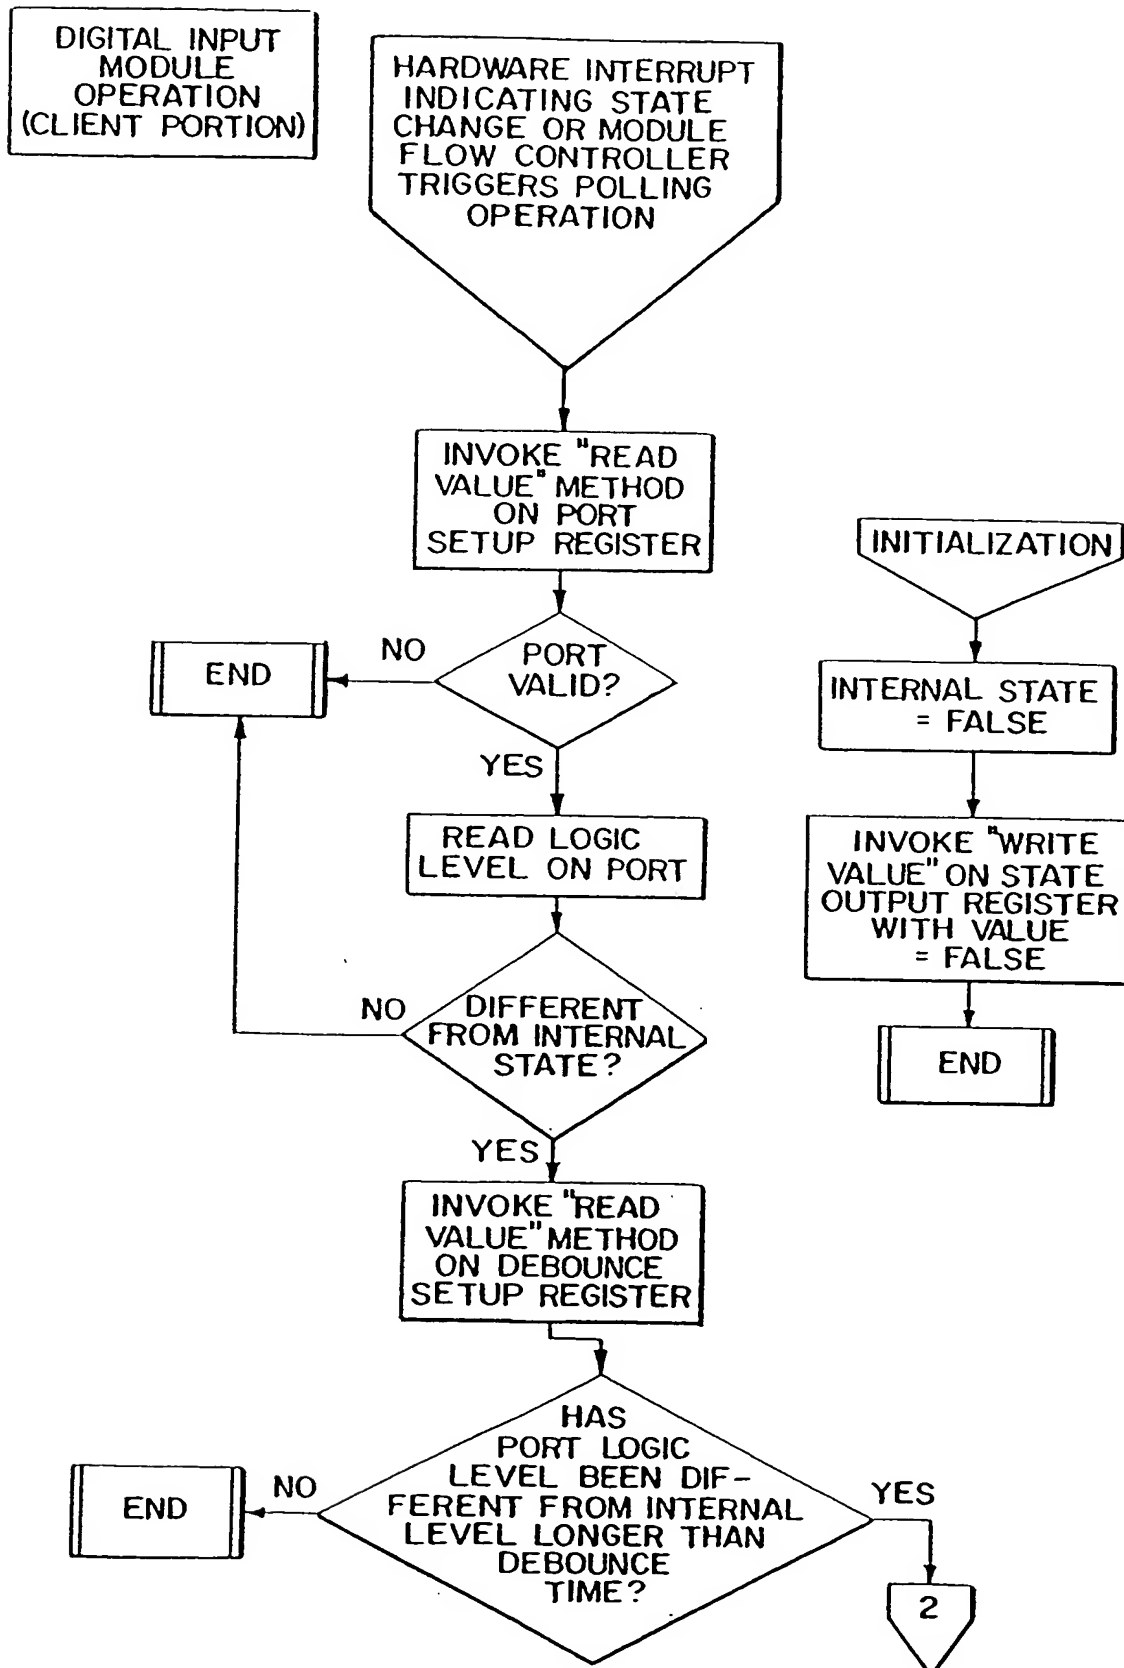 DIGITAL INPUT
MODULE
OPERATION
(CLIENT PORTION)
HARDWARE INTERRUPT
INDICATING STATE
CHANGE OR MODULE
FLOW CONTROLLER
TRIGGERS POLLING
OPERATION
INVOKE "READ
VALUE" METHOD
ON PORT
SETUP REGISTER
PORT
VALID?
NO
END
YES
READ LOGIC
LEVEL ON PORT
DIFFERENT
FROM INTERNAL
STATE?
NO
YES
INVOKE "READ
VALUE" METHOD
ON DEBOUNCE
SETUP REGISTER
HAS
PORT LOGIC
LEVEL BEEN DIF-
FERENT FROM INTERNAL
LEVEL LONGER THAN
DEBOUNCE
TIME?
NO
END
YES
2
INITIALIZATION
INTERNAL STATE
= FALSE
INVOKE "WRITE
VALUE" ON STATE
OUTPUT REGISTER
WITH VALUE
= FALSE
END